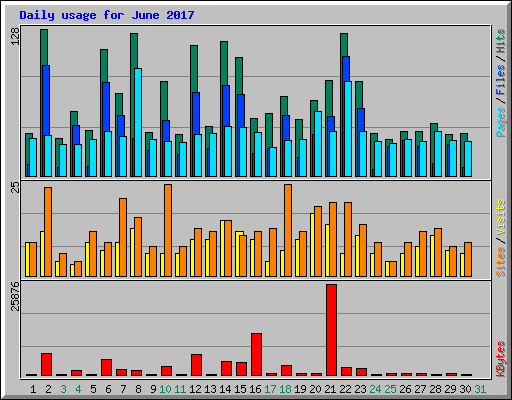 Daily usage for June 2017
128
Pages / Files / Hits
25
Sites / Visits
25876
KBytes
1 2 3 4 5 6 7 8 9 10 11 12 13 14 15 16 17 18 19 20 21 22 23 24 25 26 27 28 29 30 31